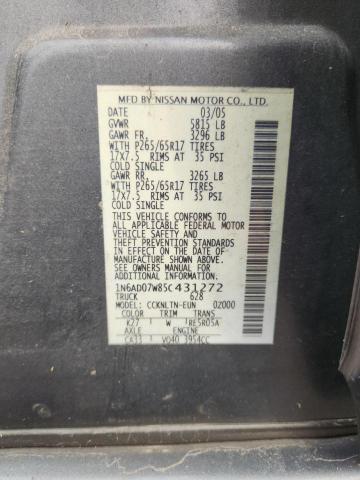 MFD BY NISSAN MOTOR CO., LTD.
DATE 03/05
GVWR 5815 LB
GAWR FR. 3296 LB
WITH P265/65R17 TIRES
17X7.5 RIMS AT 35 PSI
COLD SINGLE
GAWR RR. 3265 LB
WITH P265/65R17 TIRES
17X7.5 RIMS AT 35 PSI
COLD SINGLE
THIS VEHICLE CONFORMS TO
ALL APPLICABLE FEDERAL MOTOR
VEHICLE SAFETY STANDARDS IN
EFFECT ON THE DATE OF
MANUFACTURE SHOWN ABOVE.
SEE OWNERS MANUAL FOR
ADDITIONAL INFORMATION.
1N6AD07W85C431272
TRUCK 628
MODEL: CCKNLTN-EUN 02000
COLOR TRIM TRANS
K27 W RE5R05A
AXLE ENGINE
CA33 VQ40 3954CC